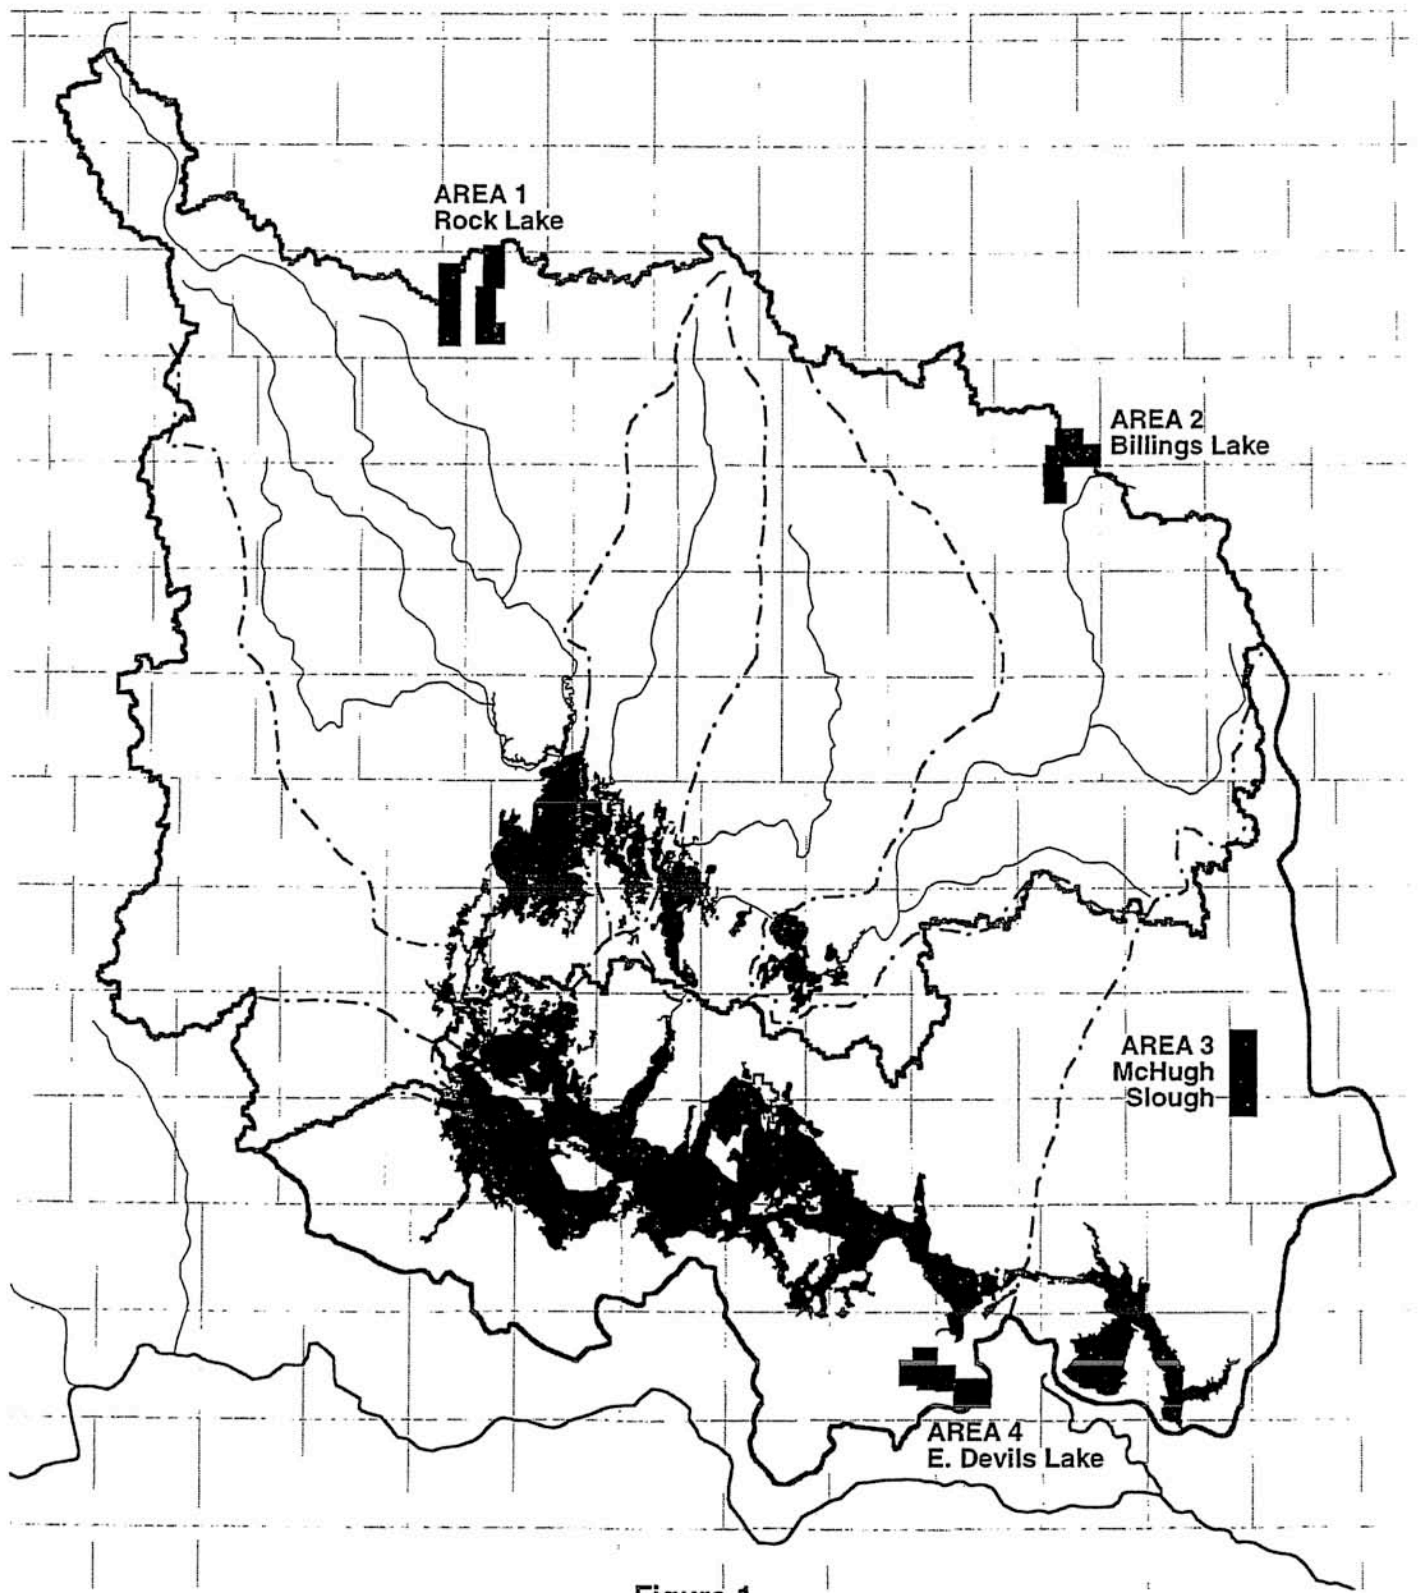 AREA 1
Rock Lake
AREA 2
Billings Lake
AREA 3
McHugh
Slough
AREA 4
E. Devils Lake
Figure 1